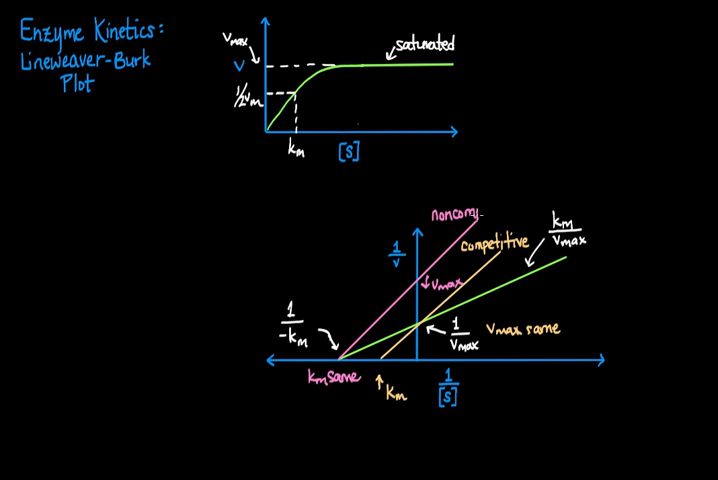 Enzyme Kinetics:
Lineweaver-Burk
Plot
Vmax
V
1/2Vm
saturated
km
[S]
noncom
competitive
km
Vmax
1
v
↓Vmax
1
-km
1
Vmax
Vmax same
km same
↑km
1
[S]